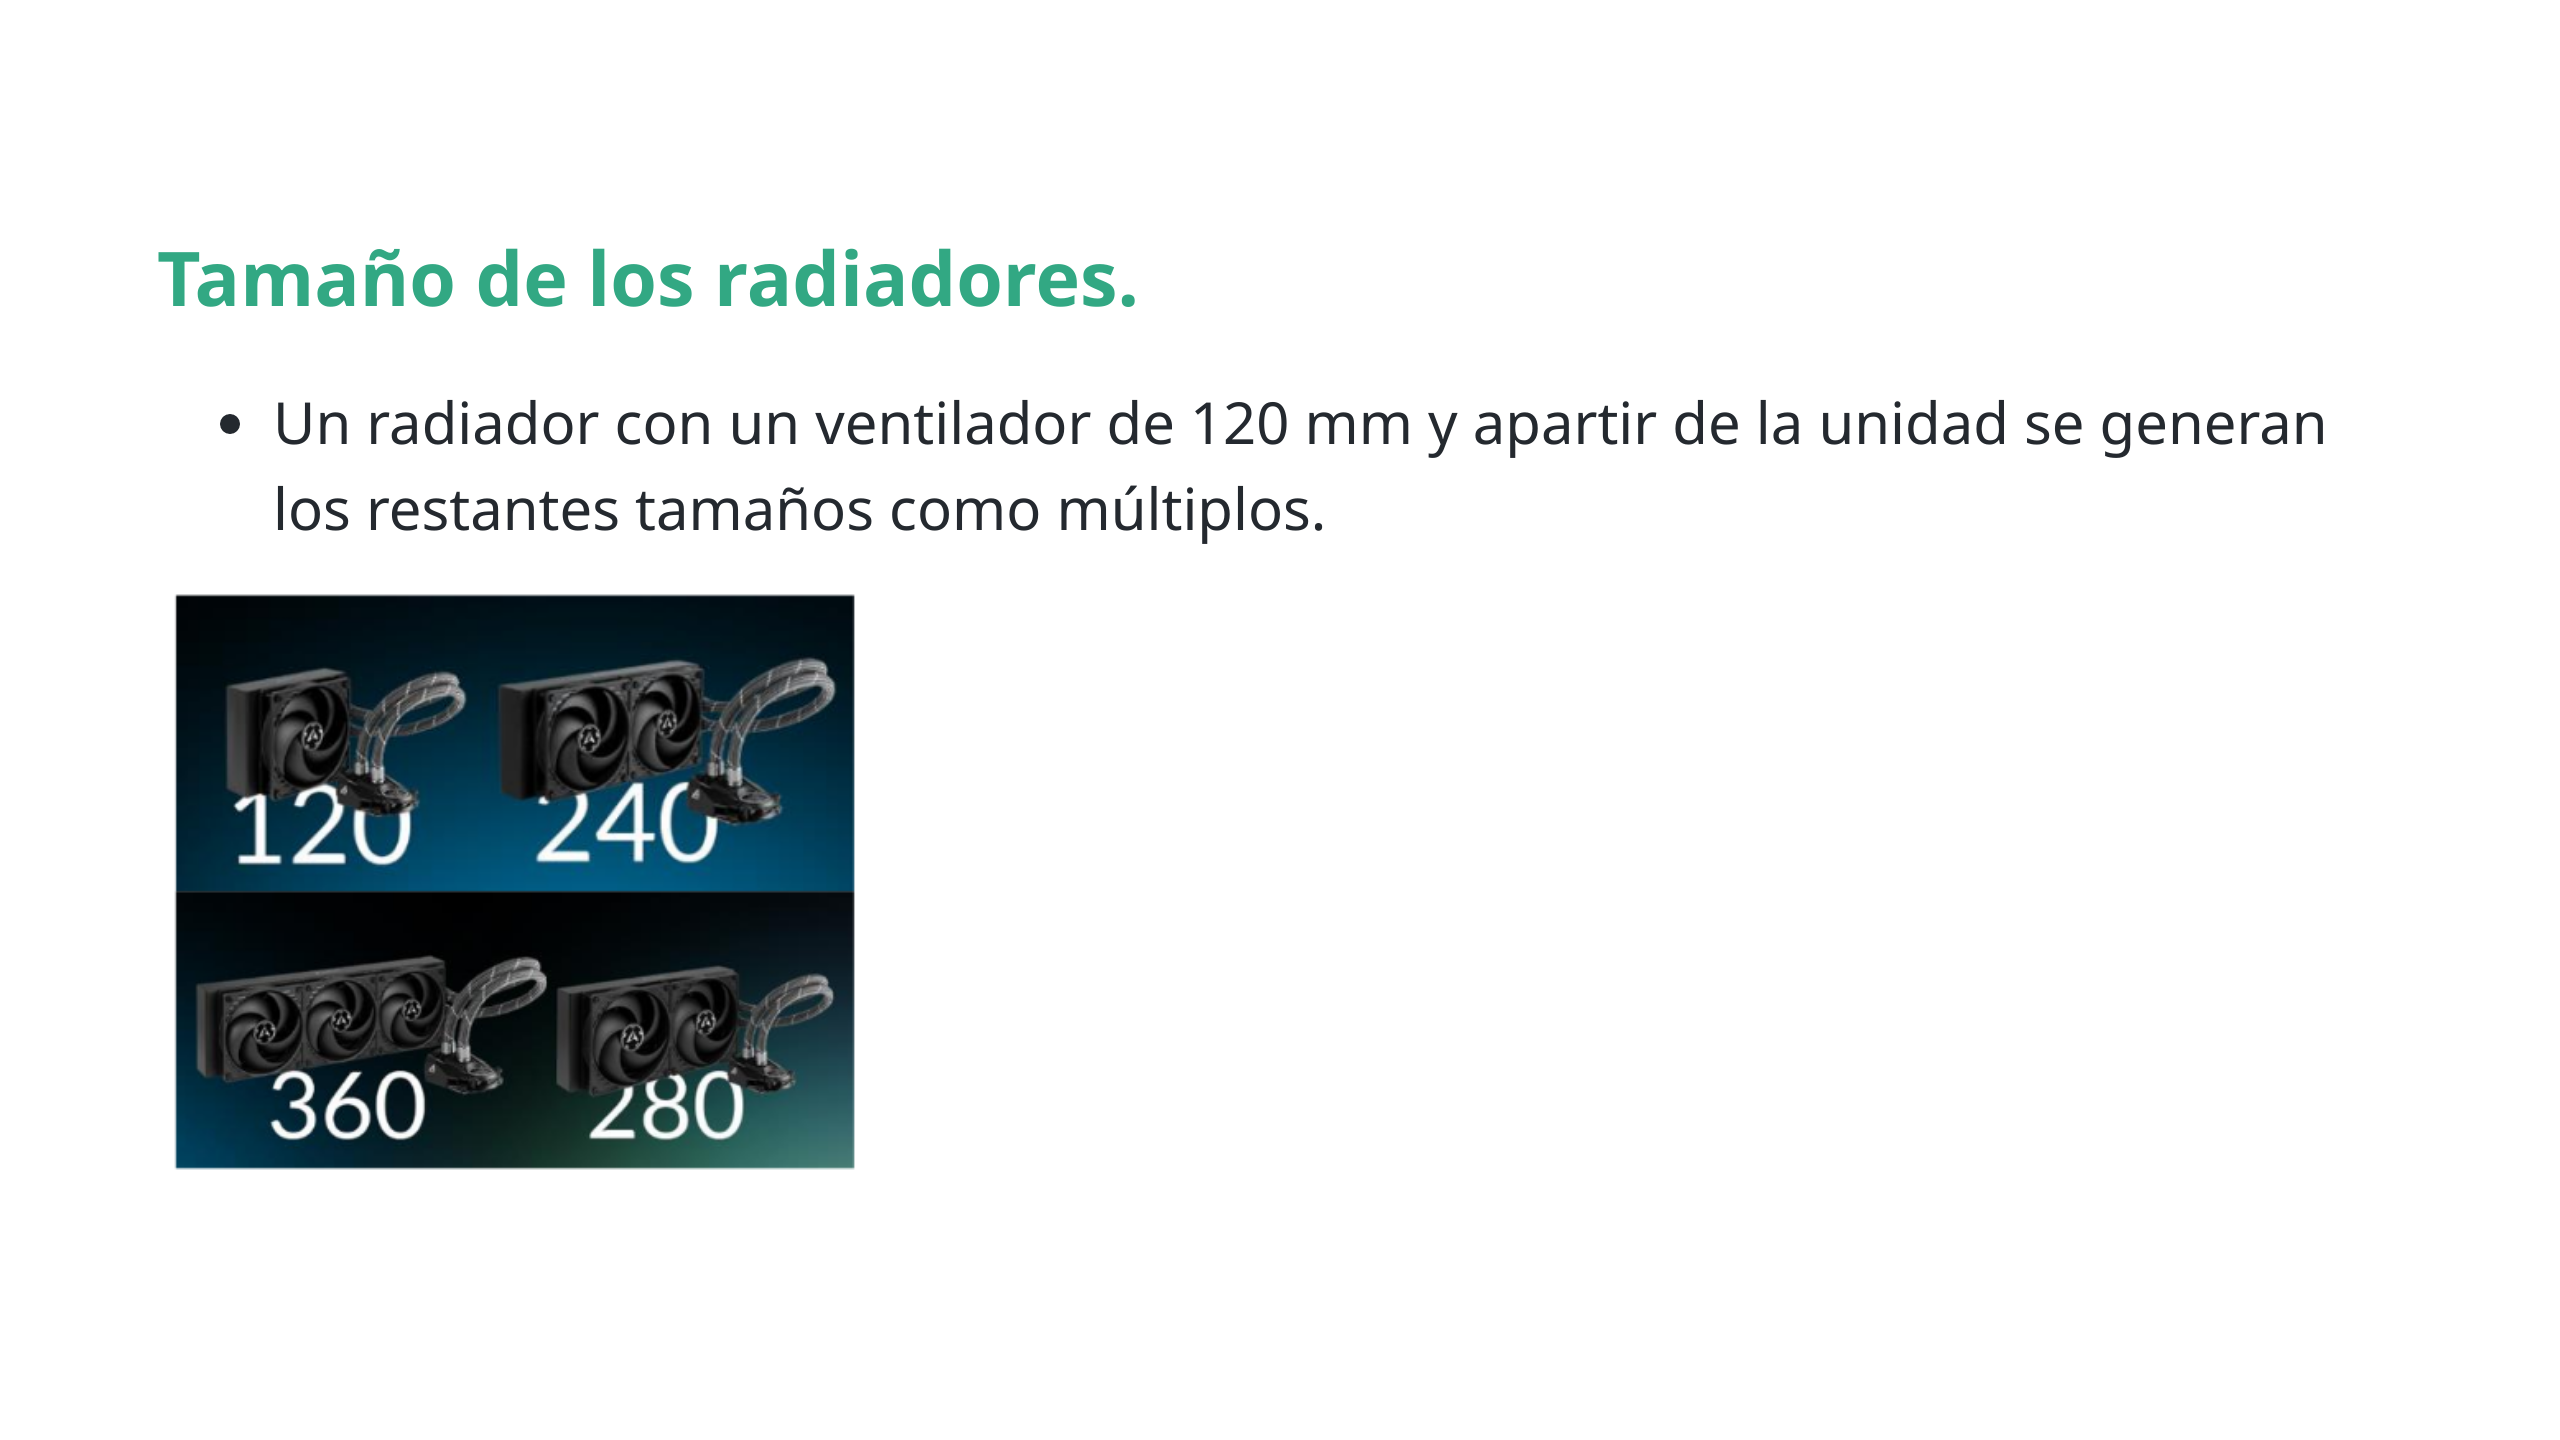 Tamaño de los radiadores.
Un radiador con un ventilador de 120 mm y apartir de la unidad se generan
los restantes tamaños como múltiplos.
120
240
360
280